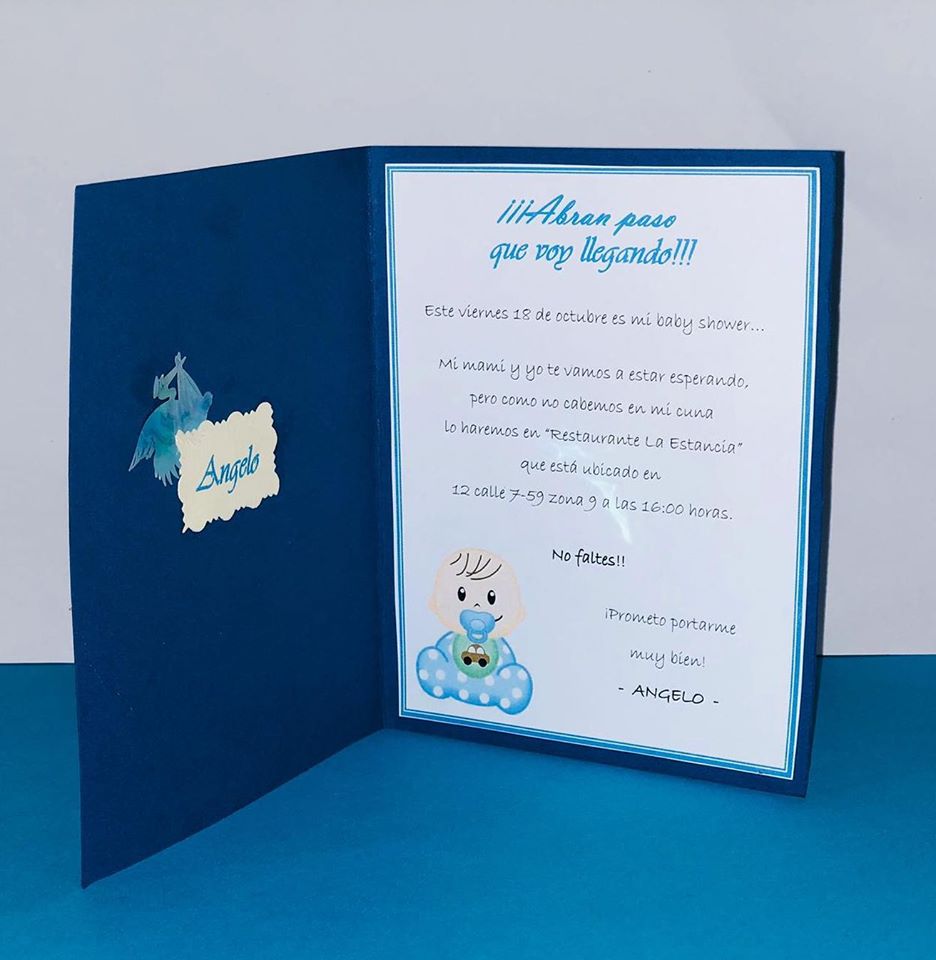 Angelo
¡¡¡Abran paso
que voy llegando!!!
Este viernes 18 de octubre es mi baby shower...
Mi mami y yo te vamos a estar esperando,
pero como no cabemos en mi cuna
lo haremos en “Restaurante La Estancia”
que está ubicado en
12 calle 7-59 zona 9 a las 16:00 horas.
No faltes!!
¡Prometo portarme
muy bien!
- ANGELO -